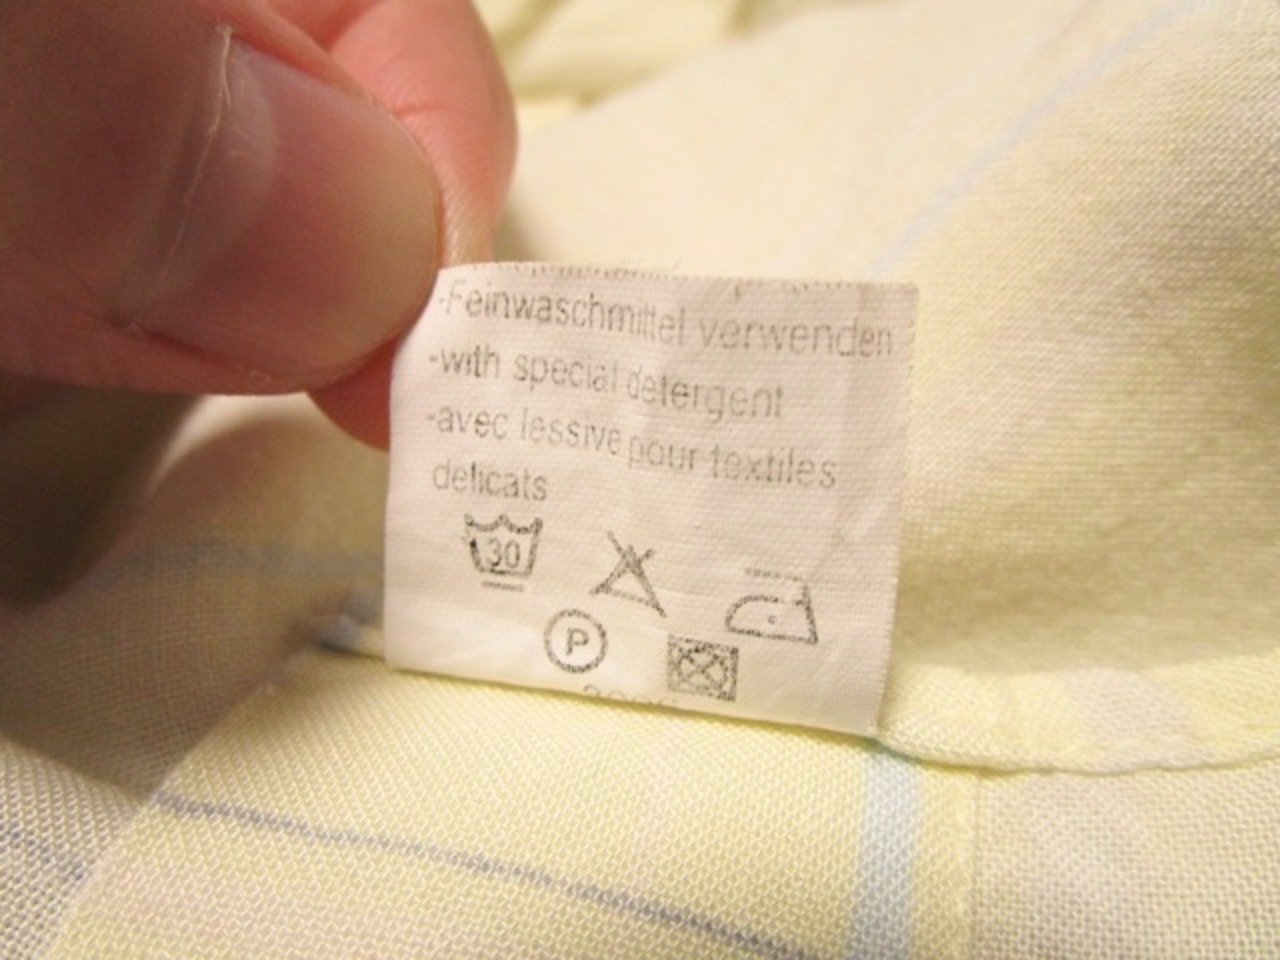 -Feinwaschmittel verwenden
-with special detergent
-avec lessive pour textiles
delicats
30
P